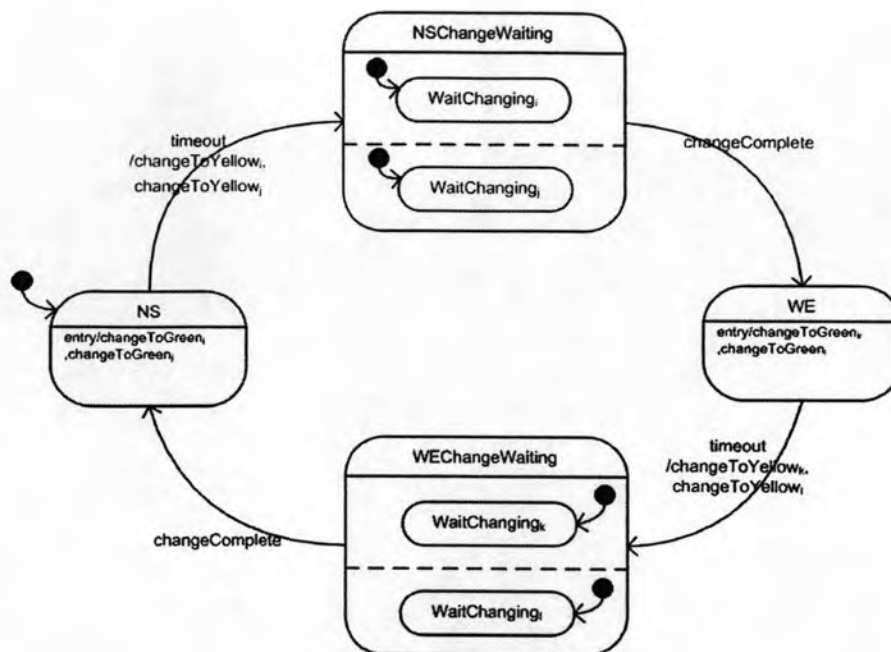 NSChangeWaiting
WaitChangingᵢ
WaitChangingⱼ
timeout
/changeToYellowᵢ,
changeToYellowⱼ
changeComplete
NS
entry/changeToGreenᵢ
,changeToGreenⱼ
WE
entry/changeToGreenₖ
,changeToGreenₗ
WEChangeWaiting
WaitChangingₖ
WaitChangingₗ
timeout
/changeToYellowₖ,
changeToYellowₗ
changeComplete